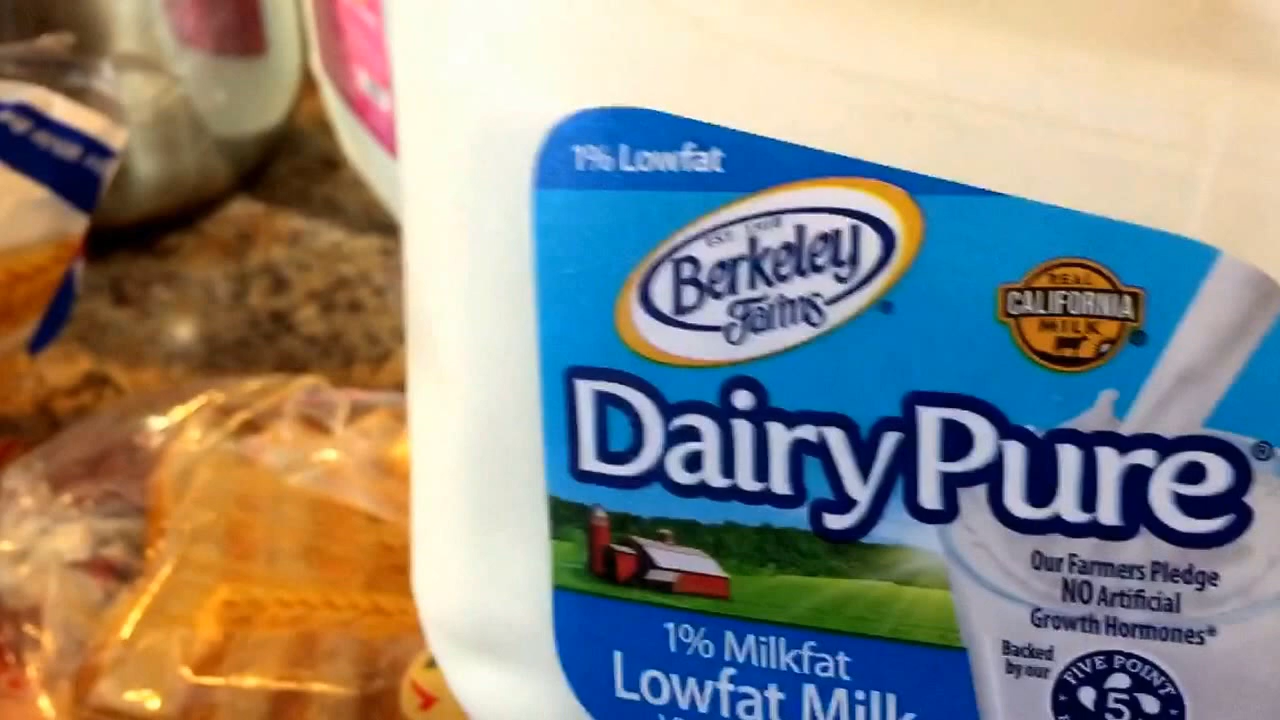 1% Lowfat
Berkeley
Farms
REAL
CALIFORNIA
MILK
DairyPure®
Our Farmers Pledge
NO Artificial
Growth Hormones*
Backed
by our
FIVE POINT
5
1% Milkfat
Lowfat Milk